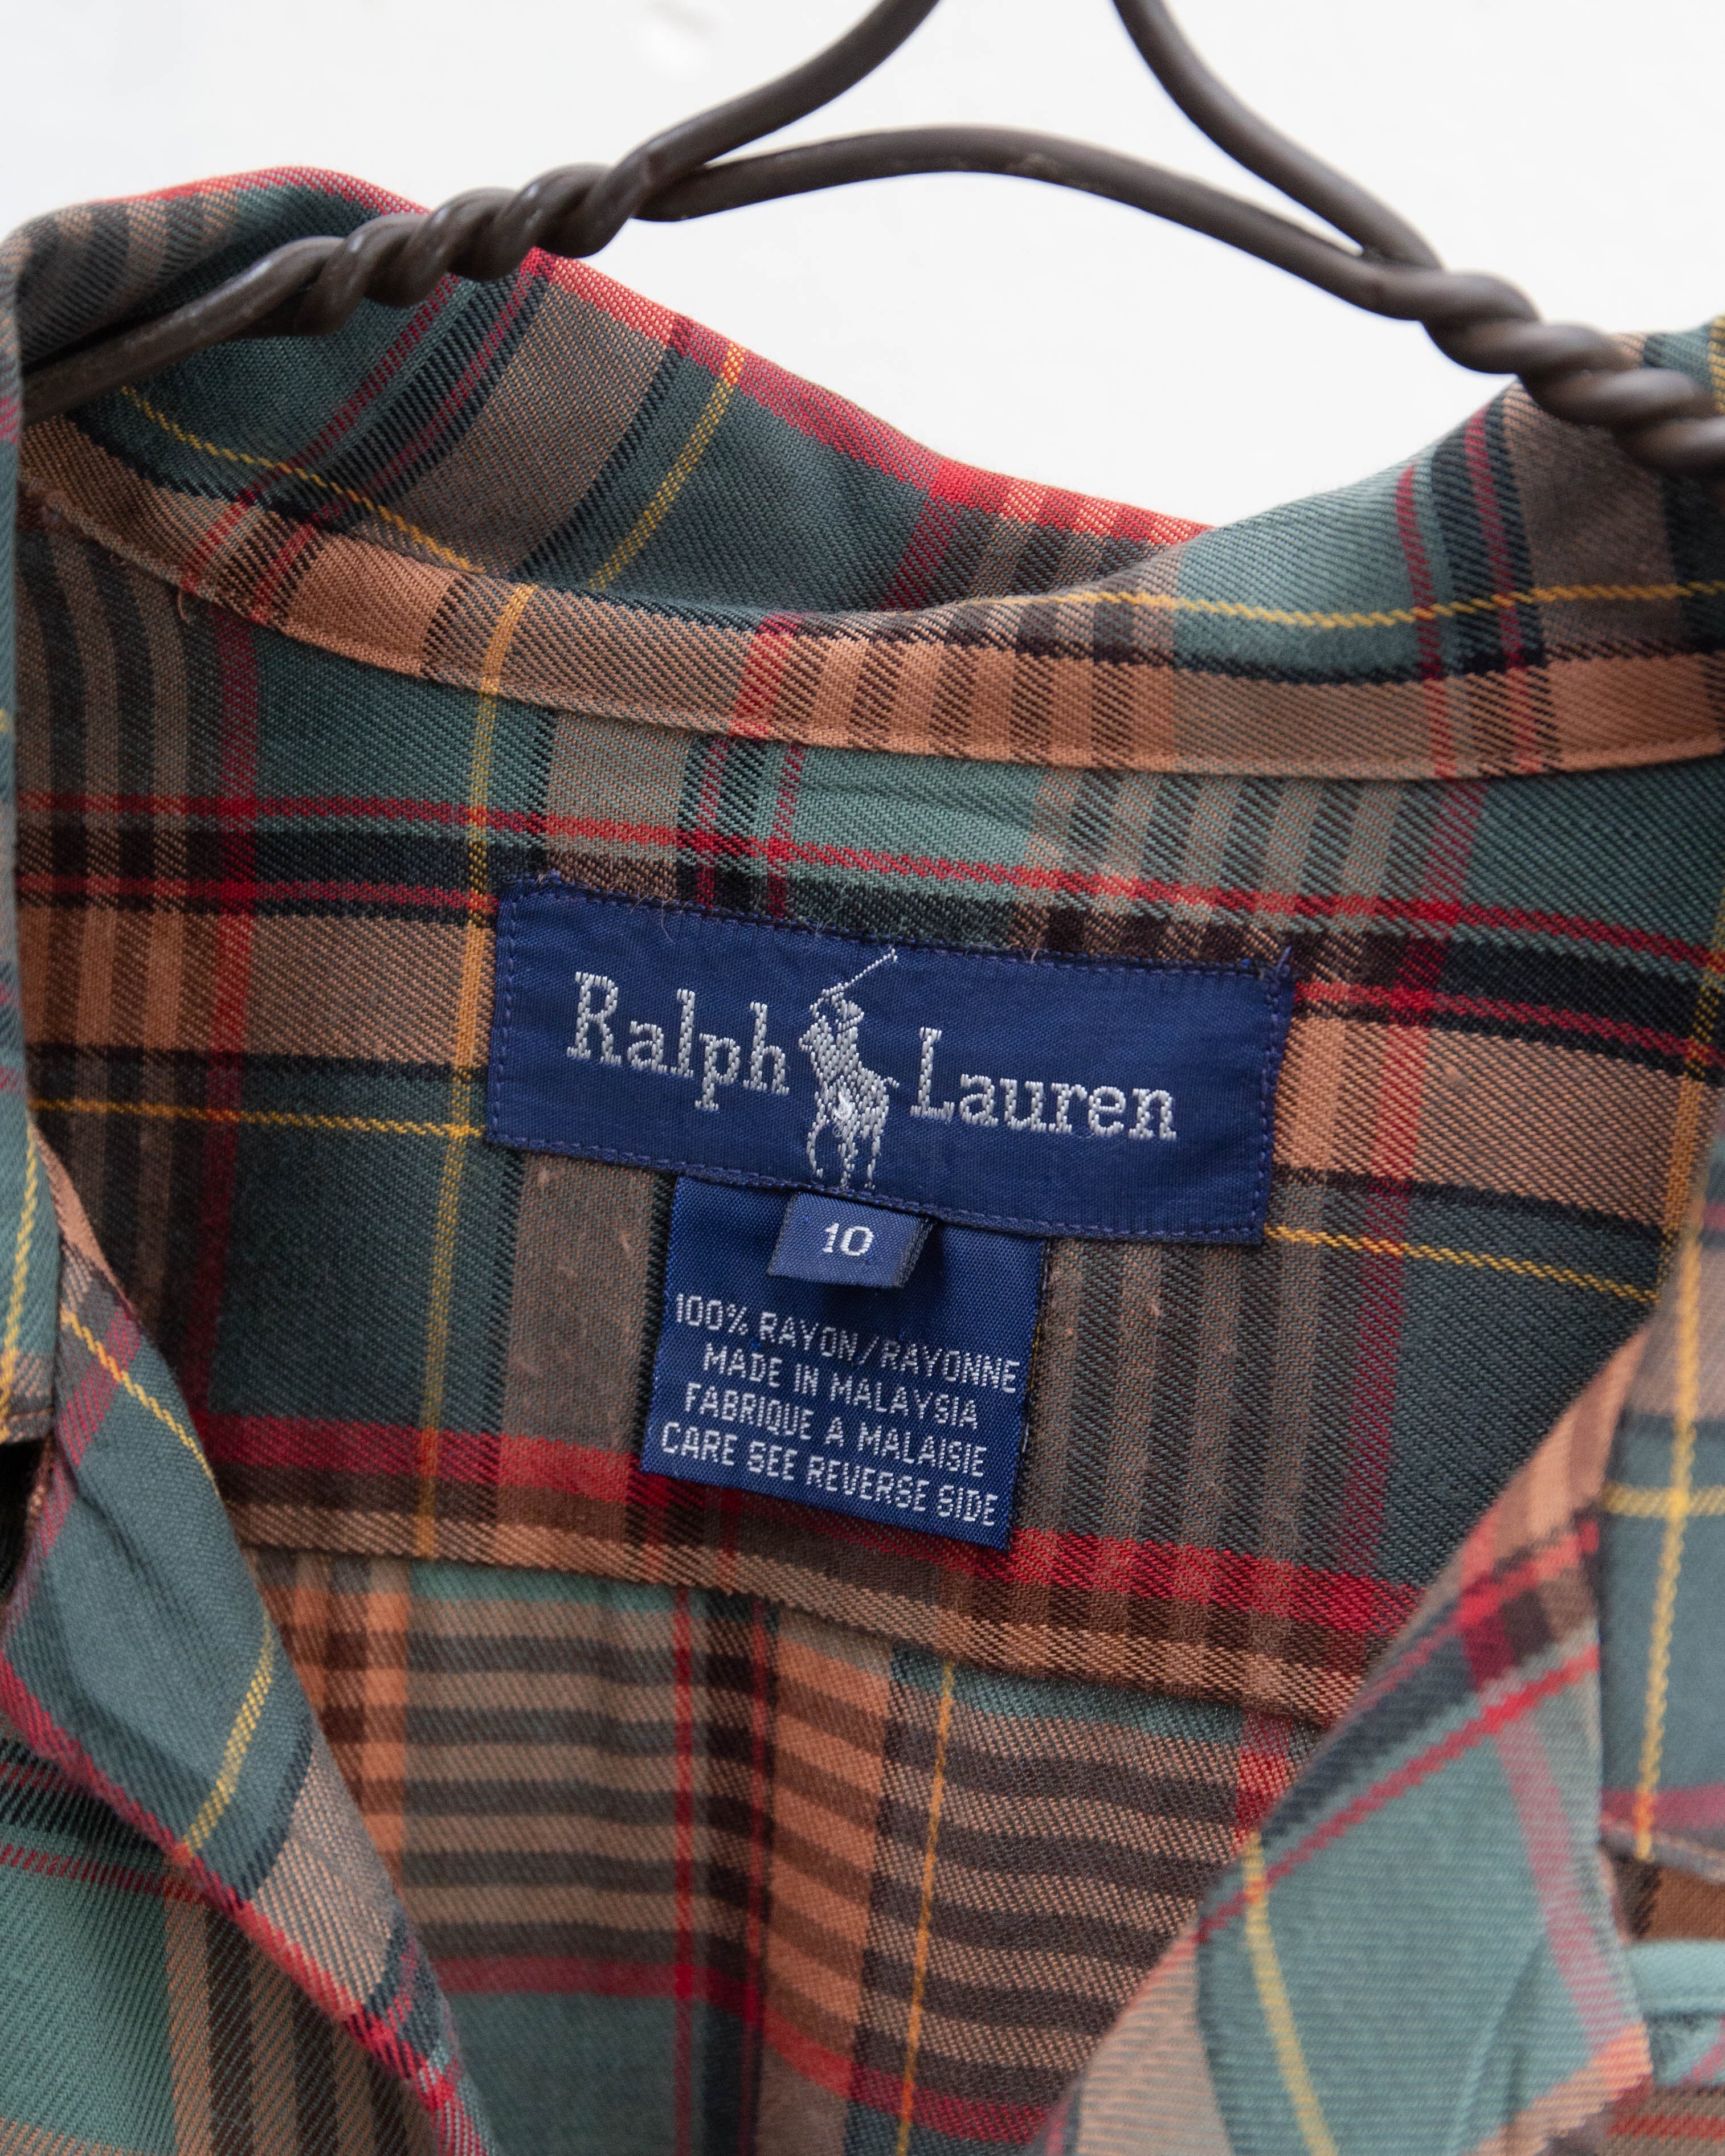 Ralph Lauren
10
100% RAYON/RAYONNE
MADE IN MALAYSIA
FABRIQUE A MALAISIE
CARE SEE REVERSE SIDE